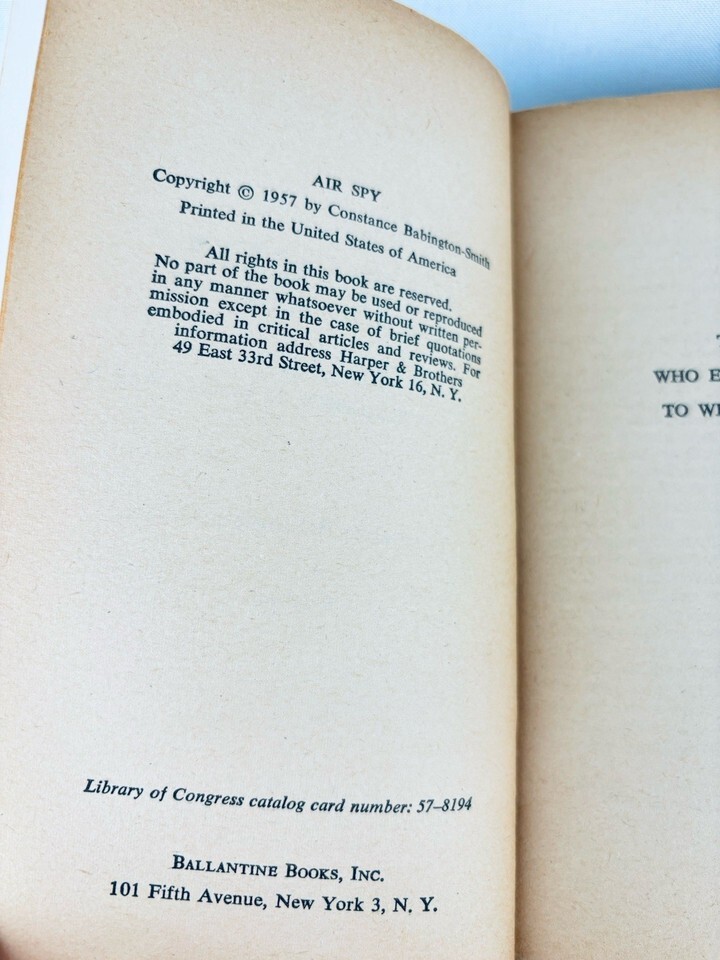 AIR SPY
Copyright © 1957 by Constance Babington-Smith
Printed in the United States of America
All rights in this book are reserved.
No part of the book may be used or reproduced
in any manner whatsoever without written per-
mission except in the case of brief quotations
embodied in critical articles and reviews. For
information address Harper & Brothers
49 East 33rd Street, New York 16, N. Y.
Library of Congress catalog card number: 57–8194
BALLANTINE BOOKS, INC.
101 Fifth Avenue, New York 3, N. Y.
WHO
TO